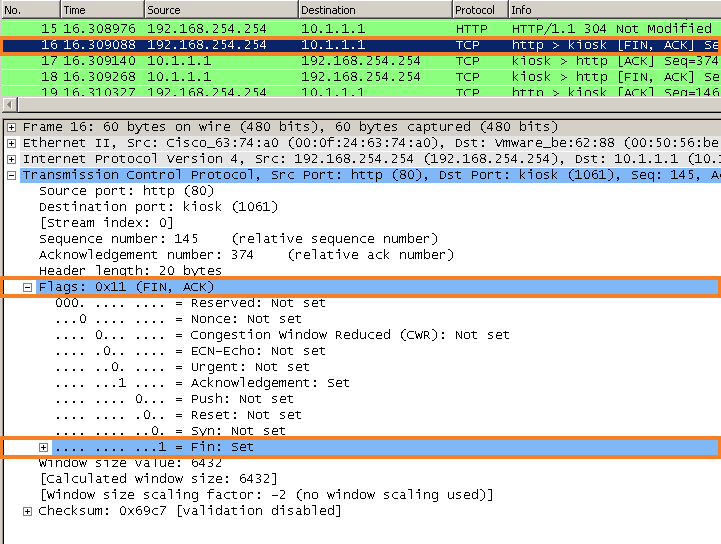 No. Time Source Destination Protocol Info
15 16.308976 192.168.254.254 10.1.1.1 HTTP HTTP/1.1 304 Not Modified
16 16.309088 192.168.254.254 10.1.1.1 TCP http > kiosk [FIN, ACK] Se
17 16.309140 10.1.1.1 192.168.254.254 TCP kiosk > http [ACK] Seq=374
18 16.309268 10.1.1.1 192.168.254.254 TCP kiosk > http [FIN, ACK] Se
19 16.310327 192.168.254.254 10.1.1.1 TCP http > kiosk [ACK] Seq=146
Frame 16: 60 bytes on wire (480 bits), 60 bytes captured (480 bits)
Ethernet II, Src: Cisco_63:74:a0 (00:0f:24:63:74:a0), Dst: Vmware_be:62:88 (00:50:56:be
Internet Protocol Version 4, Src: 192.168.254.254 (192.168.254.254), Dst: 10.1.1.1 (10.1
Transmission Control Protocol, Src Port: http (80), Dst Port: kiosk (1061), Seq: 145, Ac
Source port: http (80)
Destination port: kiosk (1061)
[Stream index: 0]
Sequence number: 145 (relative sequence number)
Acknowledgement number: 374 (relative ack number)
Header length: 20 bytes
Flags: 0x11 (FIN, ACK)
000. .... .... = Reserved: Not set
...0 .... .... = Nonce: Not set
.... 0... .... = Congestion Window Reduced (CWR): Not set
.... .0.. .... = ECN-Echo: Not set
.... ..0. .... = Urgent: Not set
.... ...1 .... = Acknowledgement: Set
.... .... 0... = Push: Not set
.... .... .0.. = Reset: Not set
.... .... ..0. = Syn: Not set
.... .... ...1 = Fin: Set
Window size value: 6432
[Calculated window size: 6432]
[Window size scaling factor: -2 (no window scaling used)]
Checksum: 0x69c7 [validation disabled]